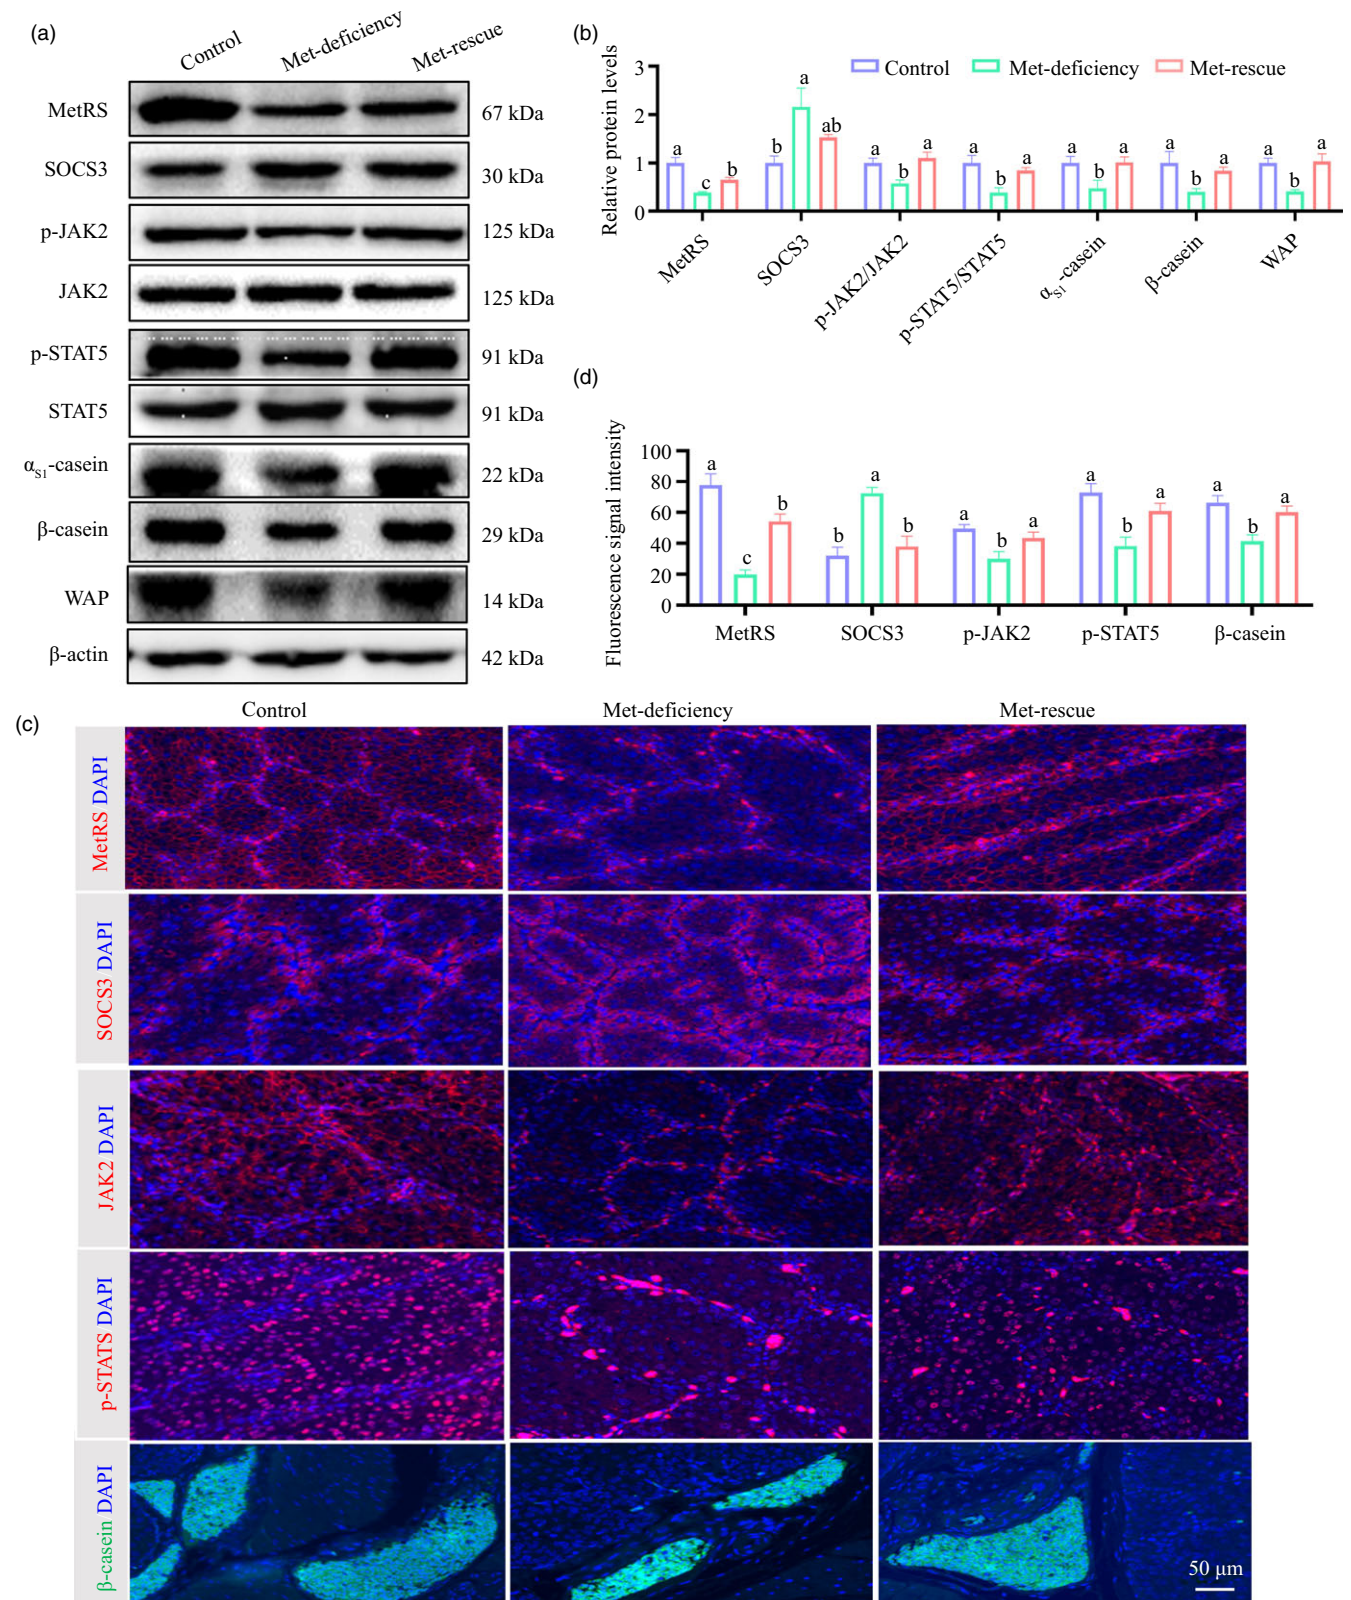 (a)
Control
Met-deficiency
Met-rescue
MetRS
67 kDa
SOCS3
30 kDa
p-JAK2
125 kDa
JAK2
125 kDa
p-STAT5
91 kDa
STAT5
91 kDa
αS1-casein
22 kDa
β-casein
29 kDa
WAP
14 kDa
β-actin
42 kDa
(b)
Control Met-deficiency Met-rescue
Relative protein levels
3
2
1
0
a c b
b a ab
a b a
a b a
a b a
a b a
a b a
MetRS
SOCS3
p-JAK2/JAK2
p-STAT5/STAT5
αS1-casein
β-casein
WAP
(d)
Fluorescence signal intensity
100
80
60
40
20
0
a c b
b a b
a b a
a b a
a b a
MetRS
SOCS3
p-JAK2
p-STAT5
β-casein
(c)
Control
Met-deficiency
Met-rescue
MetRS DAPI
SOCS3 DAPI
JAK2 DAPI
p-STATS DAPI
β-casein DAPI
50 μm